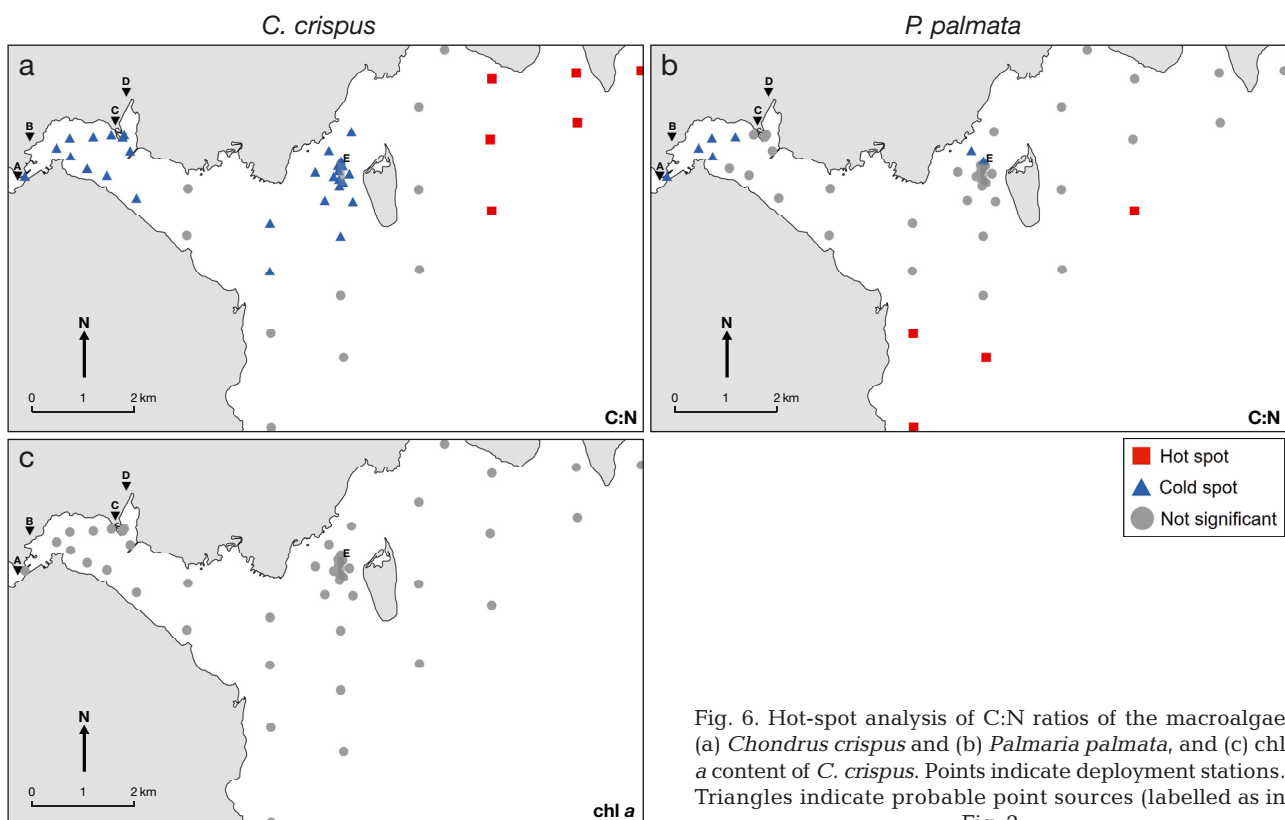 C. crispus
P. palmata
a
D
C
B
A
E
N
0 1 2 km
C:N
b
D
C
B
A
E
N
0 1 2 km
C:N
c
D
C
B
A
E
N
0 1 2 km
chl a
Hot spot
Cold spot
Not significant
Fig. 6. Hot-spot analysis of C:N ratios of the macroalgae
(a) Chondrus crispus and (b) Palmaria palmata, and (c) chl
a content of C. crispus. Points indicate deployment stations.
Triangles indicate probable point sources (labelled as in